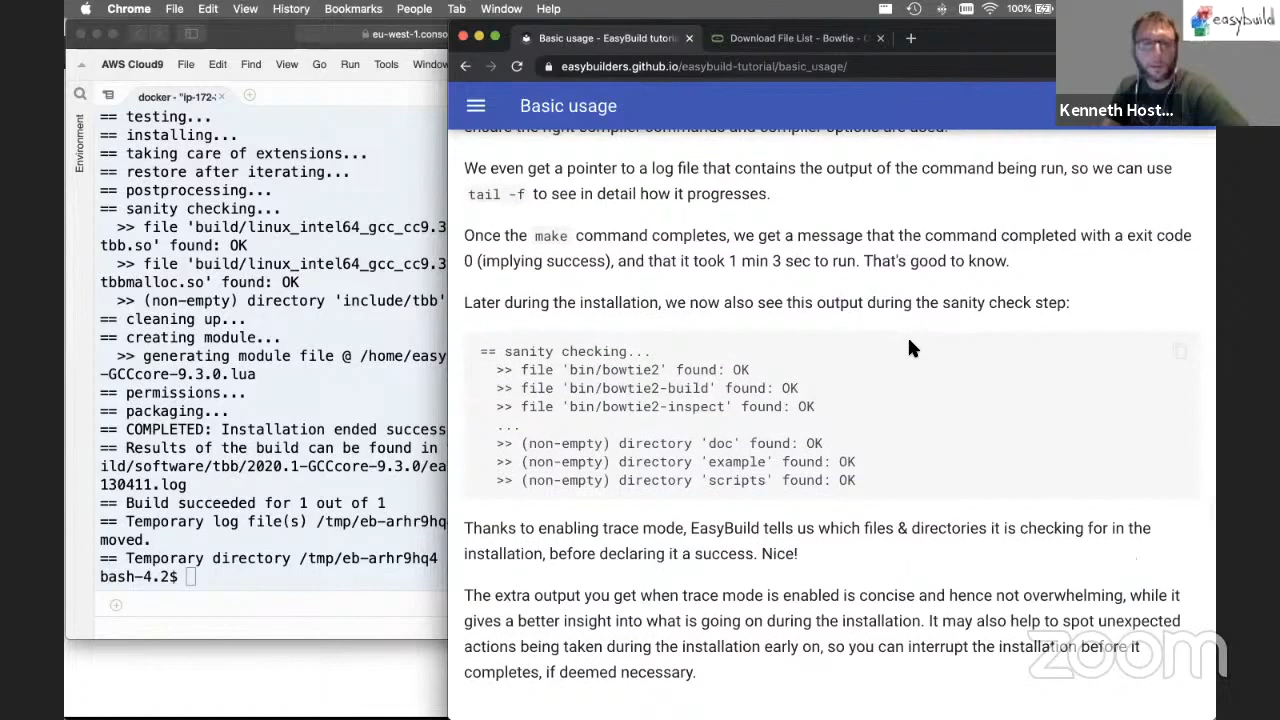 Chrome File Edit View History Bookmarks People Tab Window Help 100%
easybuild
eu-west-1.conso
Basic usage - EasyBuild tutori
Download File List - Bowtie -
AWS Cloud9 File Edit Find View Go Run Tools Window
easybuilders.github.io/easybuild-tutorial/basic_usage/
docker - "ip-172-
Basic usage
Kenneth Host...
Environment
== testing...
== installing...
== taking care of extensions...
== restore after iterating...
== postprocessing...
== sanity checking...
>> file 'build/linux_intel64_gcc_cc9.3
tbb.so' found: OK
>> file 'build/linux_intel64_gcc_cc9.3
tbbmalloc.so' found: OK
>> (non-empty) directory 'include/tbb'
== cleaning up...
== creating module...
>> generating module file @ /home/easy
-GCCcore-9.3.0.lua
== permissions...
== packaging...
== COMPLETED: Installation ended success
== Results of the build can be found in
ild/software/tbb/2020.1-GCCcore-9.3.0/ea
130411.log
== Build succeeded for 1 out of 1
== Temporary log file(s) /tmp/eb-arhr9hq
moved.
== Temporary directory /tmp/eb-arhr9hq4
bash-4.2$
ensure the right compiler commands and compiler options are used.
We even get a pointer to a log file that contains the output of the command being run, so we can use
tail -f to see in detail how it progresses.
Once the make command completes, we get a message that the command completed with a exit code
0 (implying success), and that it took 1 min 3 sec to run. That's good to know.
Later during the installation, we now also see this output during the sanity check step:
== sanity checking...
>> file 'bin/bowtie2' found: OK
>> file 'bin/bowtie2-build' found: OK
>> file 'bin/bowtie2-inspect' found: OK
...
>> (non-empty) directory 'doc' found: OK
>> (non-empty) directory 'example' found: OK
>> (non-empty) directory 'scripts' found: OK
Thanks to enabling trace mode, EasyBuild tells us which files & directories it is checking for in the
installation, before declaring it a success. Nice!
The extra output you get when trace mode is enabled is concise and hence not overwhelming, while it
gives a better insight into what is going on during the installation. It may also help to spot unexpected
actions being taken during the installation early on, so you can interrupt the installation before it
completes, if deemed necessary.
zoom